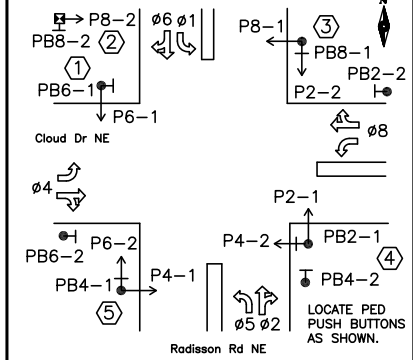 N
P8-2
PB8-2
2
1
PB6-1
P6-1
ø6 ø1
P8-1
3
PB8-1
PB2-2
P2-2
Cloud Dr NE
ø8
ø4
P2-1
P6-2
PB6-2
PB4-1
P4-1
5
P4-2
PB2-1
4
PB4-2
ø5 ø2
LOCATE PED
PUSH BUTTONS
AS SHOWN.
Radisson Rd NE